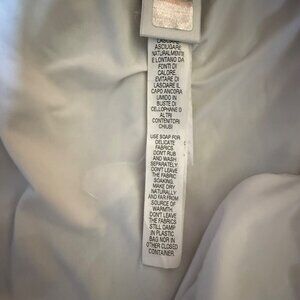 LASCIARE
ASCIUGARE
NATURALMENTE
E LONTANO DA
FONTI DI
CALORE.
EVITARE DI
LASCIARE IL
CAPO ANCORA
UMIDO IN
BUSTE DI
CELLOPHANE O
ALTRI
CONTENITORI
CHIUSI
USE SOAP FOR
DELICATE
FABRICS.
DON'T RUB
AND WASH
SEPARATELY.
DON'T LEAVE
THE FABRIC
SOAKING.
MAKE DRY
NATURALLY
AND FAR FROM
SOURCE OF
WARMTH.
DON'T LEAVE
THE FABRICS
STILL DAMP
IN PLASTIC
BAG NOR IN
OTHER CLOSED
CONTAINER.